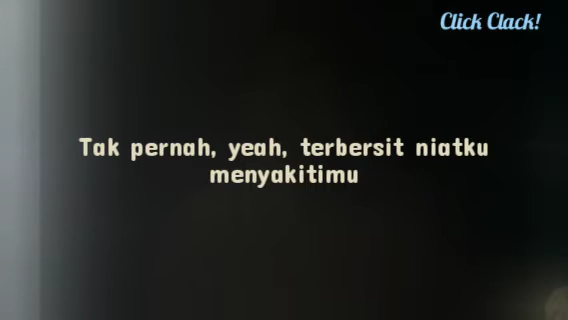 Click Clack!
Tak pernah, yeah, terbersit niatku
menyakitimu